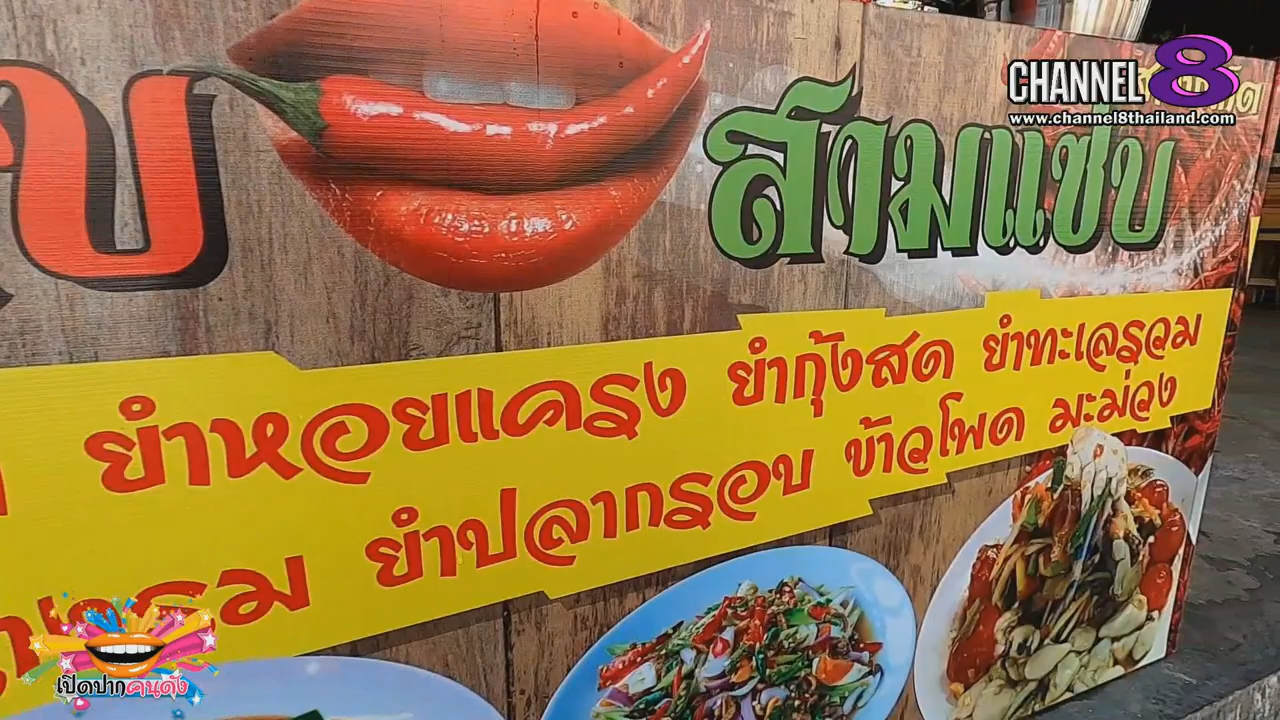 CHANNEL 8
www.channel8thailand.com
สามแซ่บ
ยำหอยแครง ยำกุ้งสด ยำทะเลรวม
ยำปลากรอบ ข้าวโพด มะม่วง
เปิดปากคนดัง